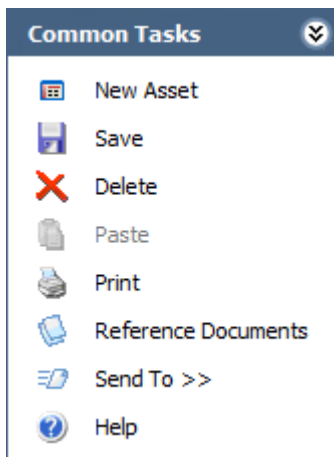 Common Tasks
New Asset
Save
Delete
Paste
Print
Reference Documents
Send To >>
Help